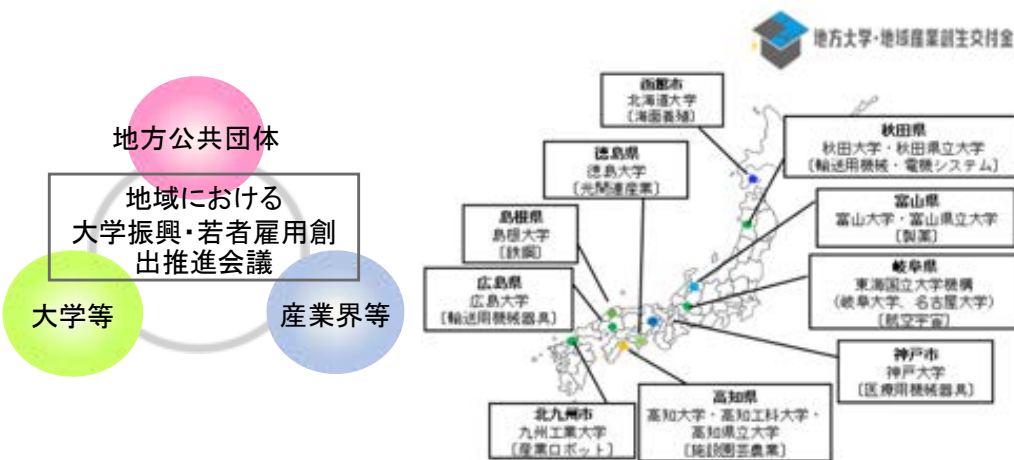 地方大学・地域産業創生交付金
地方公共団体
地域における
大学振興・若者雇用創
出推進会議
大学等
産業界等
函館市
北海道大学
〔海面養殖〕
徳島県
徳島大学
〔光関連産業〕
島根県
島根大学
〔鉄鋼〕
広島県
広島大学
〔輸送用機械器具〕
北九州市
九州工業大学
〔産業ロボット〕
秋田県
秋田大学・秋田県立大学
〔輸送用機械・電機システム〕
富山県
富山大学・富山県立大学
〔製薬〕
岐阜県
東海国立大学機構
(岐阜大学、名古屋大学)
〔航空宇宙〕
神戸市
神戸大学
〔医療用機械器具〕
高知県
高知大学・高知工科大学・
高知県立大学
〔施設園芸農業〕